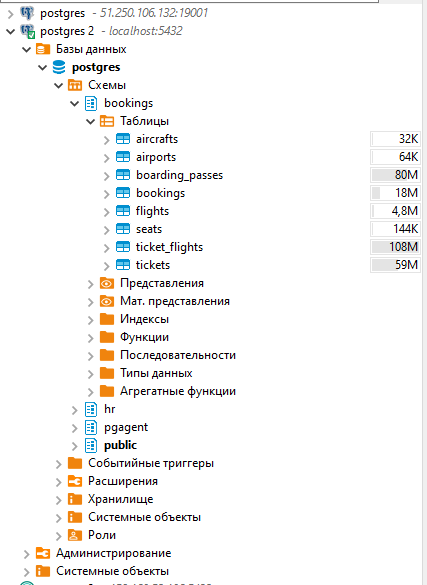 postgres - 51.250.106.132:19001
postgres 2 - localhost:5432
Базы данных
postgres
Схемы
bookings
Таблицы
aircrafts 32K
airports 64K
boarding_passes 80M
bookings 18M
flights 4,8M
seats 144K
ticket_flights 108M
tickets 59M
Представления
Мат. представления
Индексы
Функции
Последовательности
Типы данных
Агрегатные функции
hr
pgagent
public
Событийные триггеры
Расширения
Хранилище
Системные объекты
Роли
Администрирование
Системные объекты